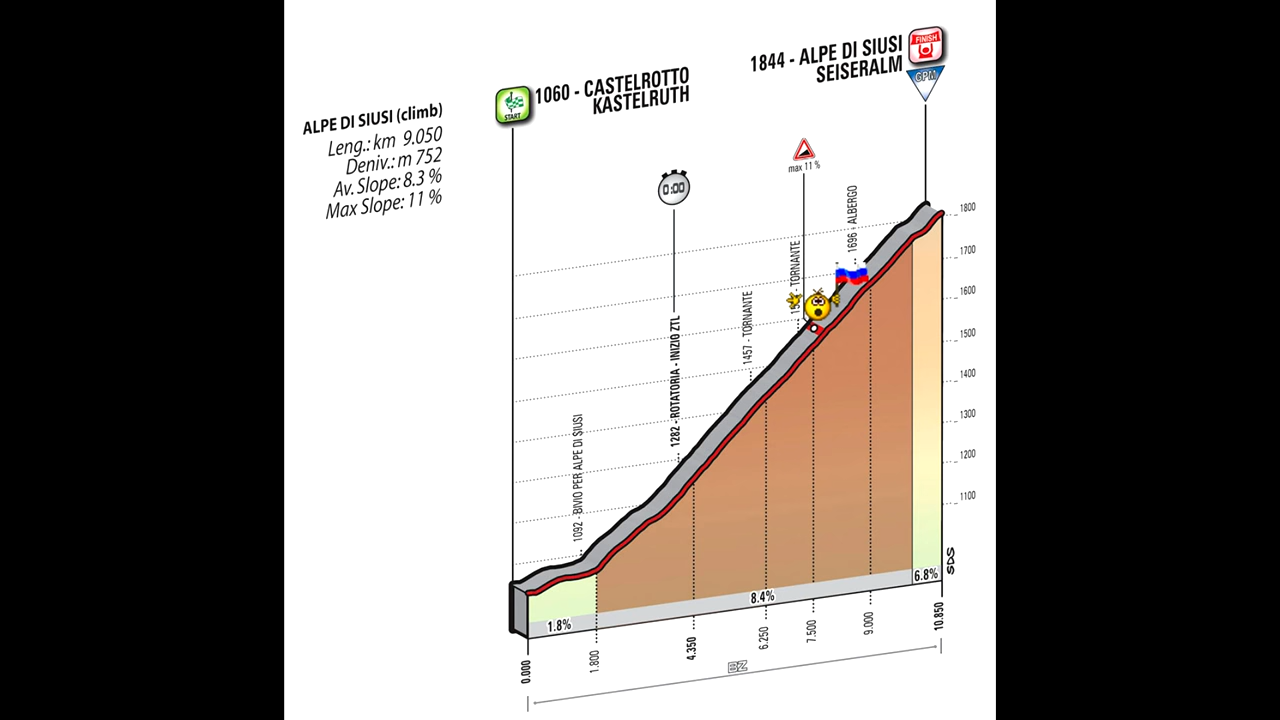 1844 - ALPE DI SIUSI
SEISERALM
FINISH
GPM
1060 - CASTELROTTO
KASTELRUTH
START
ALPE DI SIUSI (climb)
Leng.: km 9.050
Deniv.: m 752
Av. Slope: 8.3 %
Max Slope: 11 %
0:00
max 11 %
1696 - ALBERGO
TORNANTE
1457 - TORNANTE
1282 - ROTATORIA - INIZIO ZTL
1092 - BIVIO PER ALPE DI SIUSI
1800
1700
1600
1500
1400
1300
1200
1100
SDS
1.8%
8.4%
6.8%
0.000
1.800
4.350
6.250
7.500
9.000
10.850
BZ